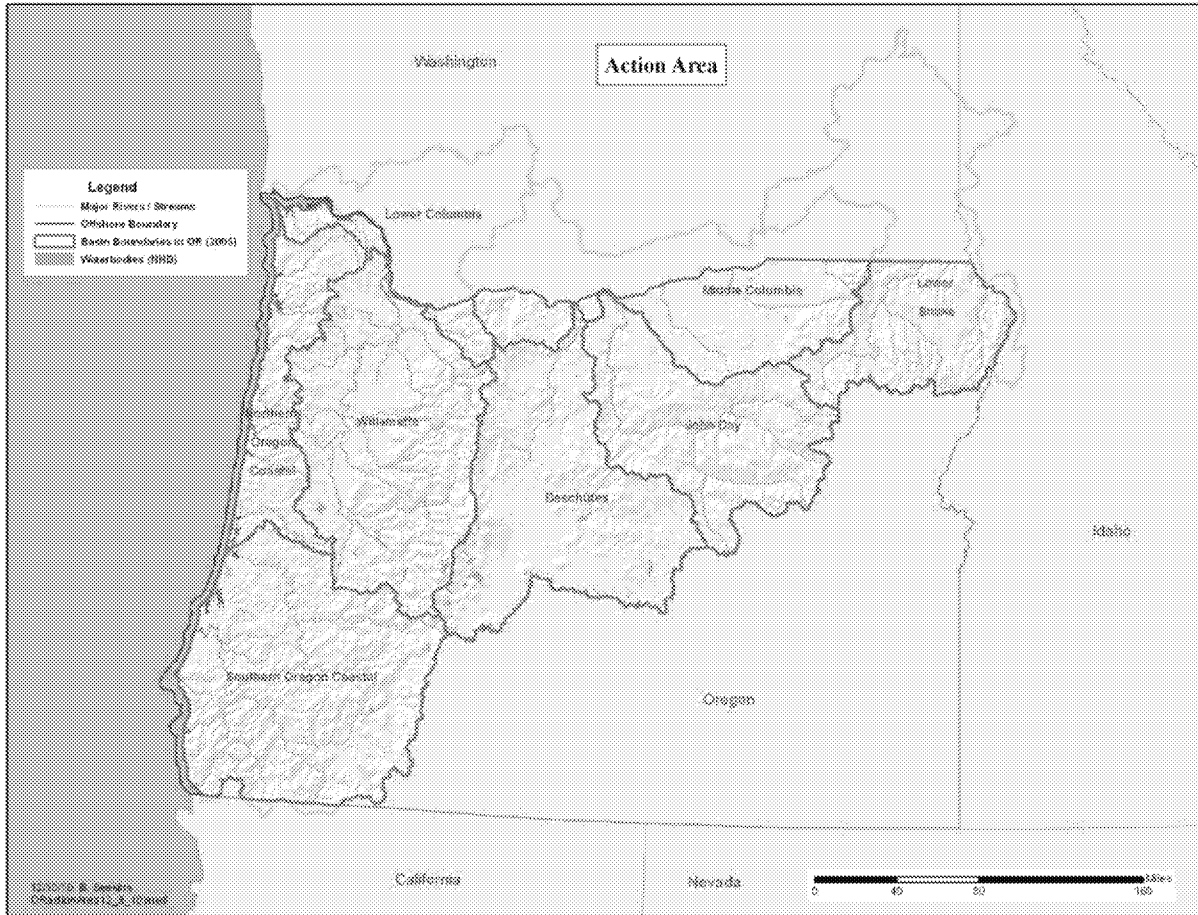 Washington
Action Area
Legend
Major Rivers / Streams
Offshore Boundary
Basin Boundaries in OR (2005)
Waterbodies (NHD)
Lower Columbia
Middle Columbia
Lower
Snake
Northern
Oregon
Coastal
Willamette
John Day
Deschutes
Idaho
Southern Oregon Coastal
Oregon
California
Nevada
Miles
0 40 80 160